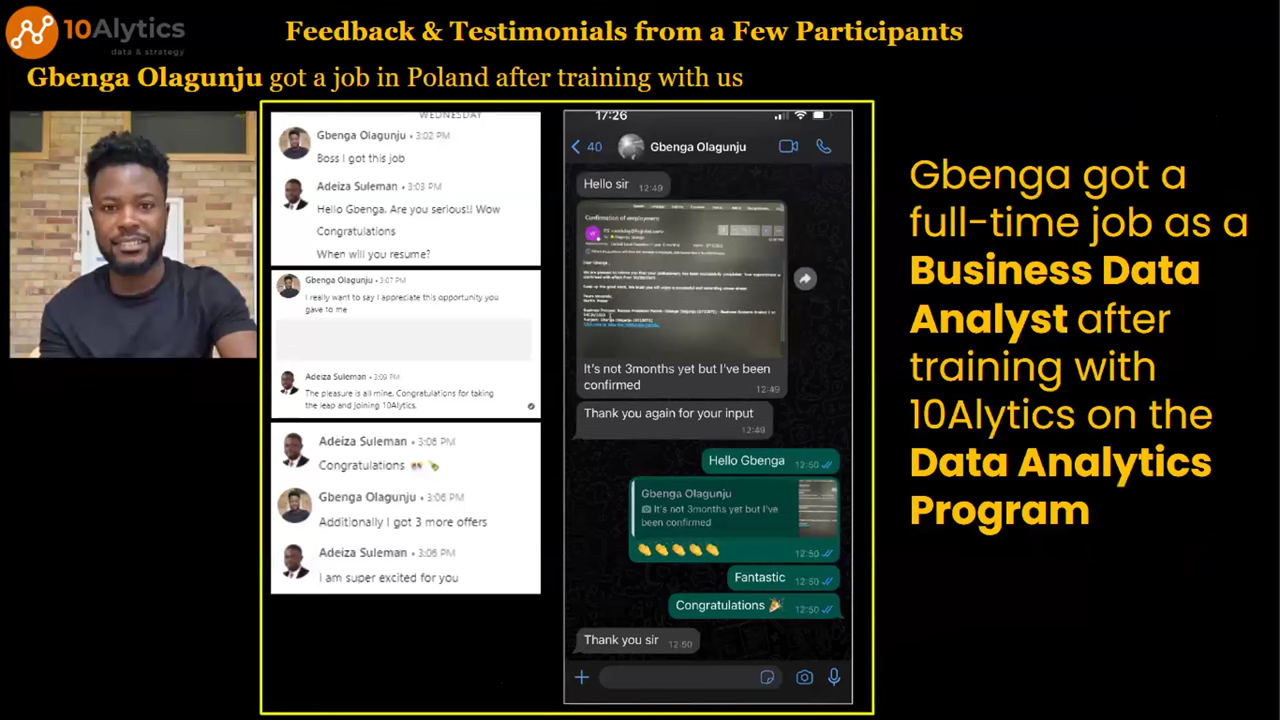 10Alytics
data & strategy
Feedback & Testimonials from a Few Participants
Gbenga Olagunju got a job in Poland after training with us
WEDNESDAY
Gbenga Olagunju • 3:02 PM
Boss I got this job
Adeiza Suleman • 3:03 PM
Hello Gbenga. Are you serious!! Wow
Congratulations
When will you resume?
Gbenga Olagunju • 3:07 PM
I really want to say I appreciate this opportunity you
gave to me
Adeiza Suleman • 3:09 PM
The pleasure is all mine. Congratulations for taking
the leap and joining 10Alytics.
Adeiza Suleman • 3:06 PM
Congratulations 🎊 🍾
Gbenga Olagunju • 3:06 PM
Additionally I got 3 more offers
Adeiza Suleman • 3:06 PM
I am super excited for you
17:26
40
Gbenga Olagunju
Hello sir 12:49
Confirmation of employment
It's not 3months yet but I've been
confirmed 12:49
Thank you again for your input
12:49
Hello Gbenga 12:50
Gbenga Olagunju
It's not 3months yet but I've
been confirmed
👏👏👏👏👏 12:50
Fantastic 12:50
Congratulations 🎉 12:50
Thank you sir 12:50
Gbenga got a
full-time job as a
Business Data
Analyst after
training with
10Alytics on the
Data Analytics
Program